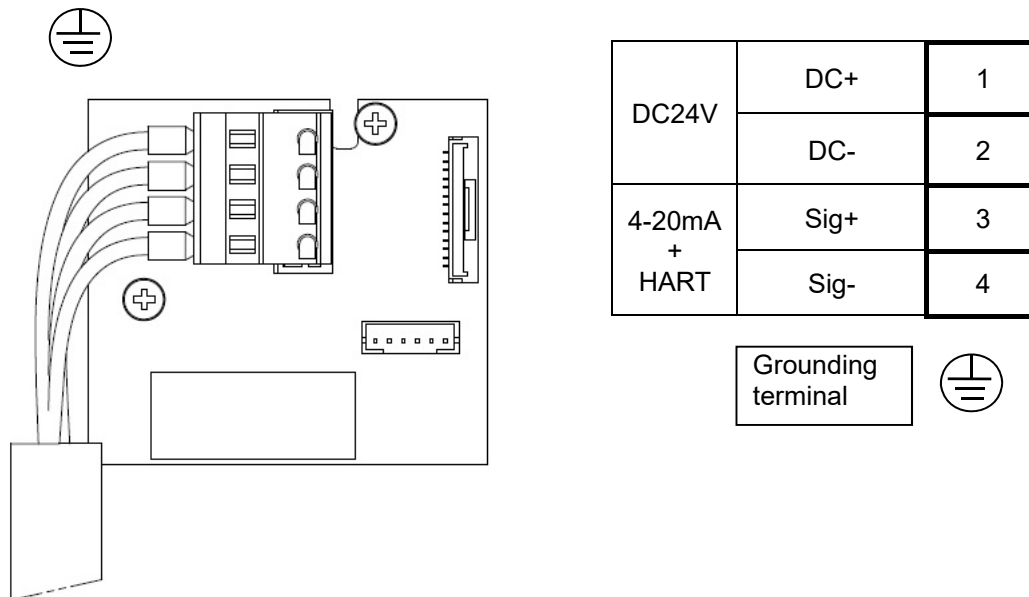 DC24V
DC+
1
DC-
2
4-20mA
+
HART
Sig+
3
Sig-
4
Grounding
terminal